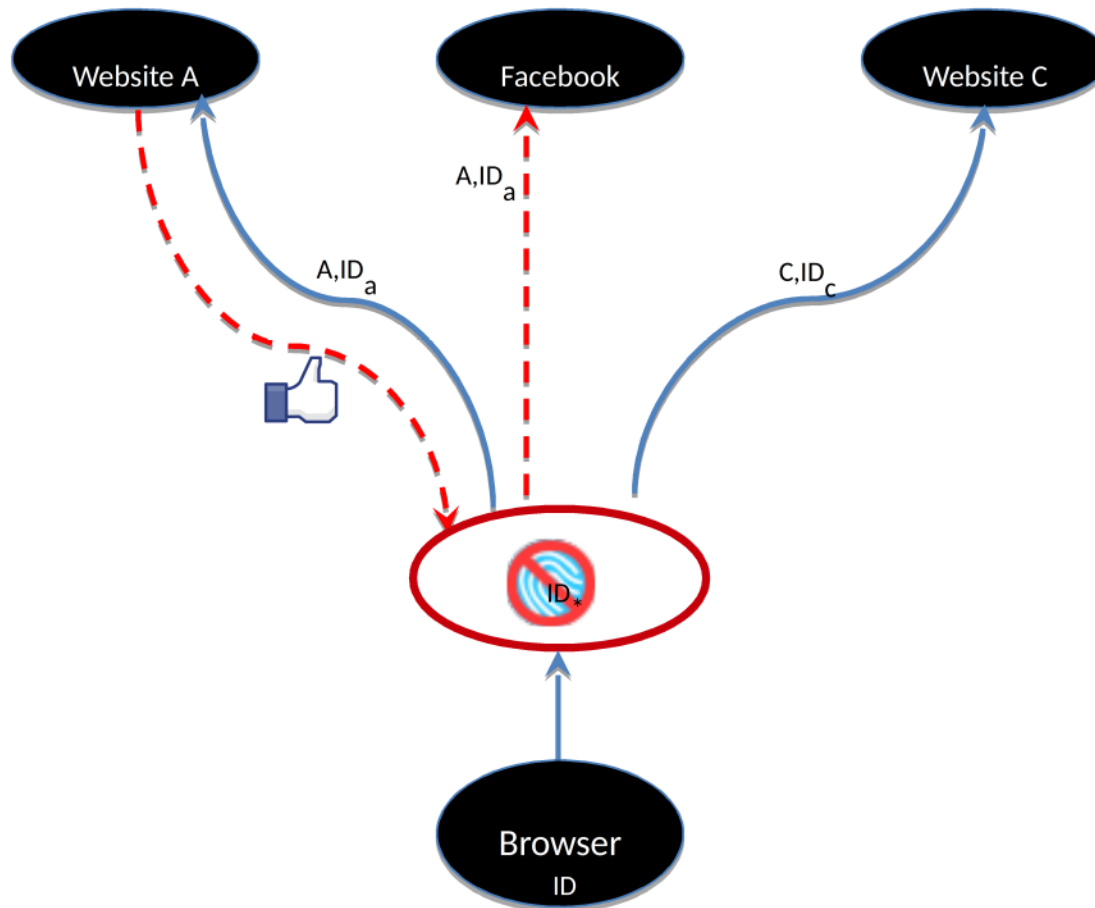 Website A
Facebook
Website C
A,IDa
A,IDa
C,IDc
ID*
Browser
ID